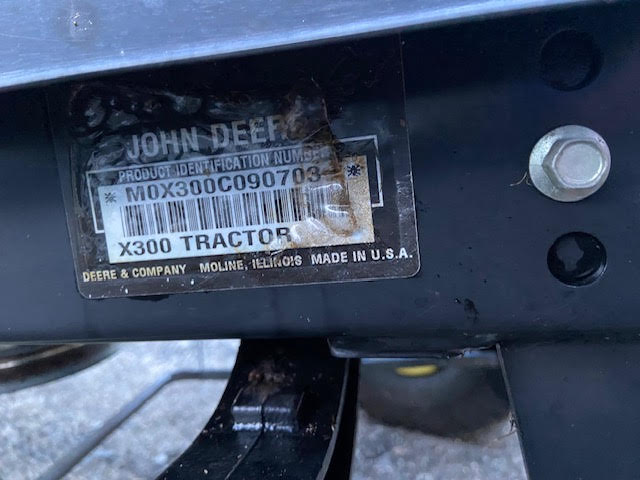 JOHN DEERE
PRODUCT IDENTIFICATION NUMBER
*M0X300C090703*
X300 TRACTOR
DEERE & COMPANY MOLINE, ILLINOIS MADE IN U.S.A.